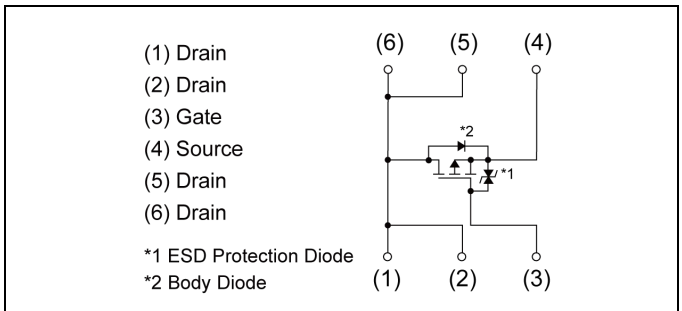 (1) Drain
(2) Drain
(3) Gate
(4) Source
(5) Drain
(6) Drain
*1 ESD Protection Diode
*2 Body Diode
(6) (5) (4)
*2
*1
(1) (2) (3)